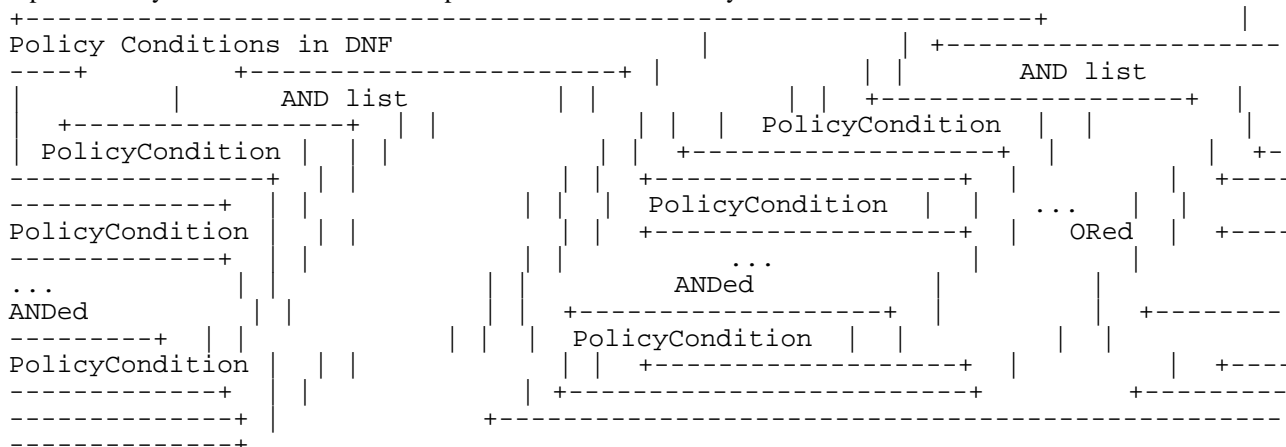 +---------------------------------------------------------------+ |
Policy Conditions in DNF | | +---------------------
----+ +-----------------------+ | | | AND list
| | AND list | | | | +-------------------+ |
| +-----------------+ | | | | | PolicyCondition | | |
| PolicyCondition | | | | | +-------------------+ | | +-
----------------+ | | | | +-------------------+ | | +----
-------------+ | | | | | PolicyCondition | | ... | |
PolicyCondition | | | | | +-------------------+ | ORed | +----
-------------+ | | | | ... | |
... | | | | ANDed | |
ANDed | | | | +-------------------+ | | +--------
---------+ | | | | | PolicyCondition | | | |
PolicyCondition | | | | | +-------------------+ | | +----
-------------+ | | | +-------------------------+ +---------
--------------+ | +-------------------------------------------------
--------------+